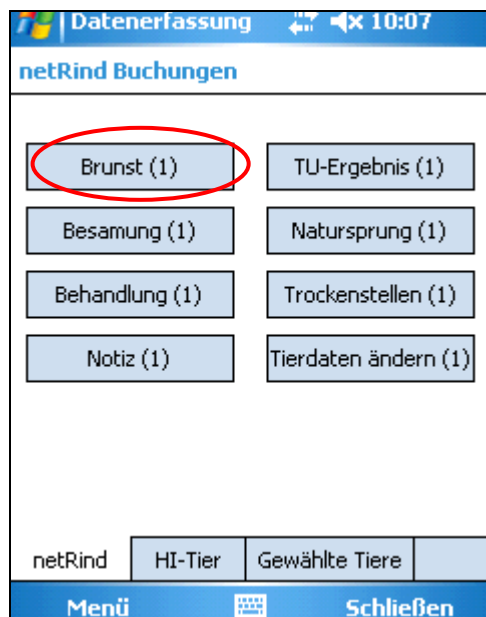 Datenerfassung 10:07
netRind Buchungen
Brunst (1) TU-Ergebnis (1)
Besamung (1) Natursprung (1)
Behandlung (1) Trockenstellen (1)
Notiz (1) Tierdaten ändern (1)
netRind HI-Tier Gewählte Tiere
Menü Schließen